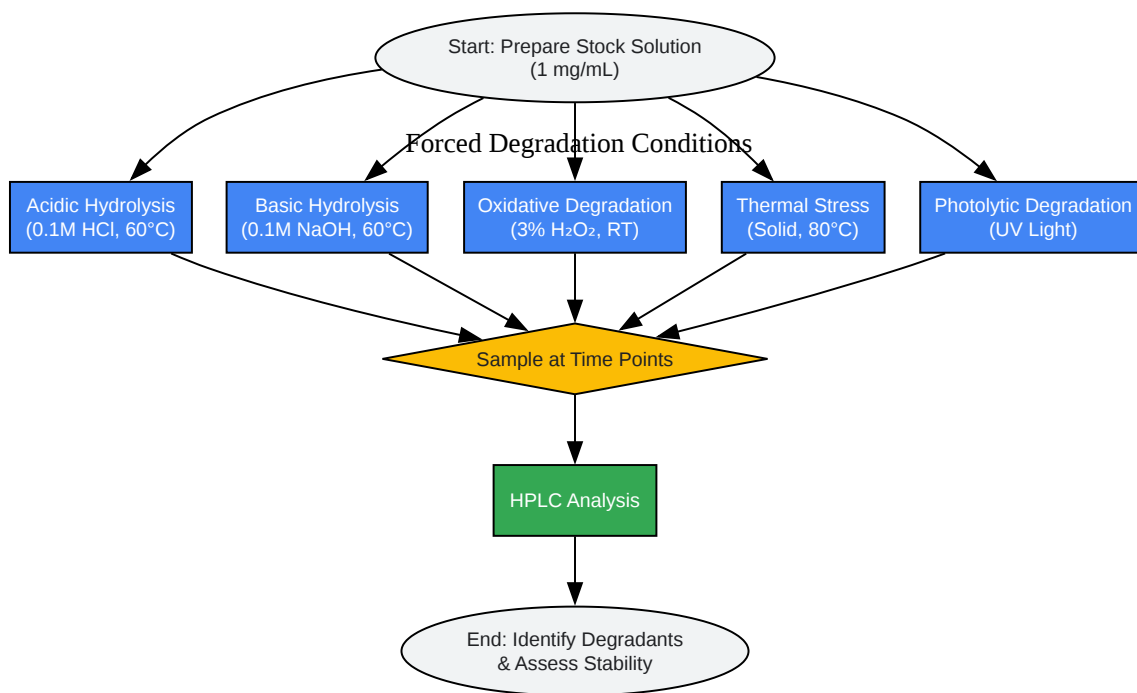 Start: Prepare Stock Solution
(1 mg/mL)
Forced Degradation Conditions
Acidic Hydrolysis
(0.1M HCl, 60°C)
Basic Hydrolysis
(0.1M NaOH, 60°C)
Oxidative Degradation
(3% H₂O₂, RT)
Thermal Stress
(Solid, 80°C)
Photolytic Degradation
(UV Light)
Sample at Time Points
HPLC Analysis
End: Identify Degradants
& Assess Stability